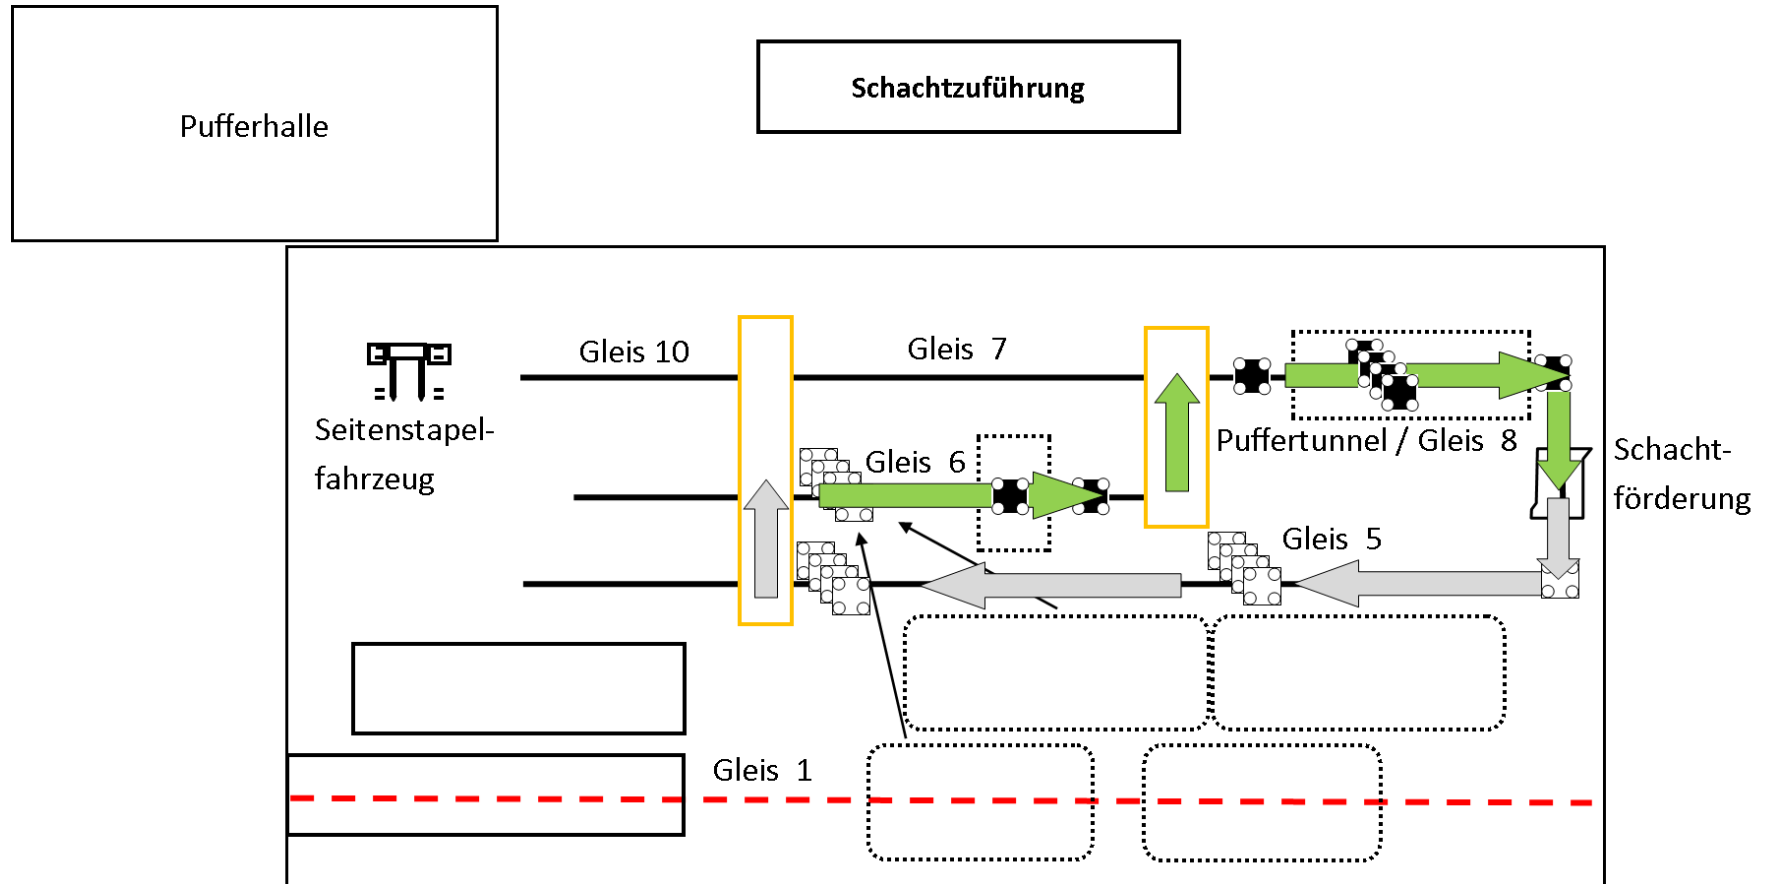 Pufferhalle
Schachtzuführung
Gleis 10
Gleis 7
Seitenstapel-
fahrzeug
Gleis 6
Puffertunnel / Gleis 8
Schacht-
förderung
Gleis 5
Gleis 1